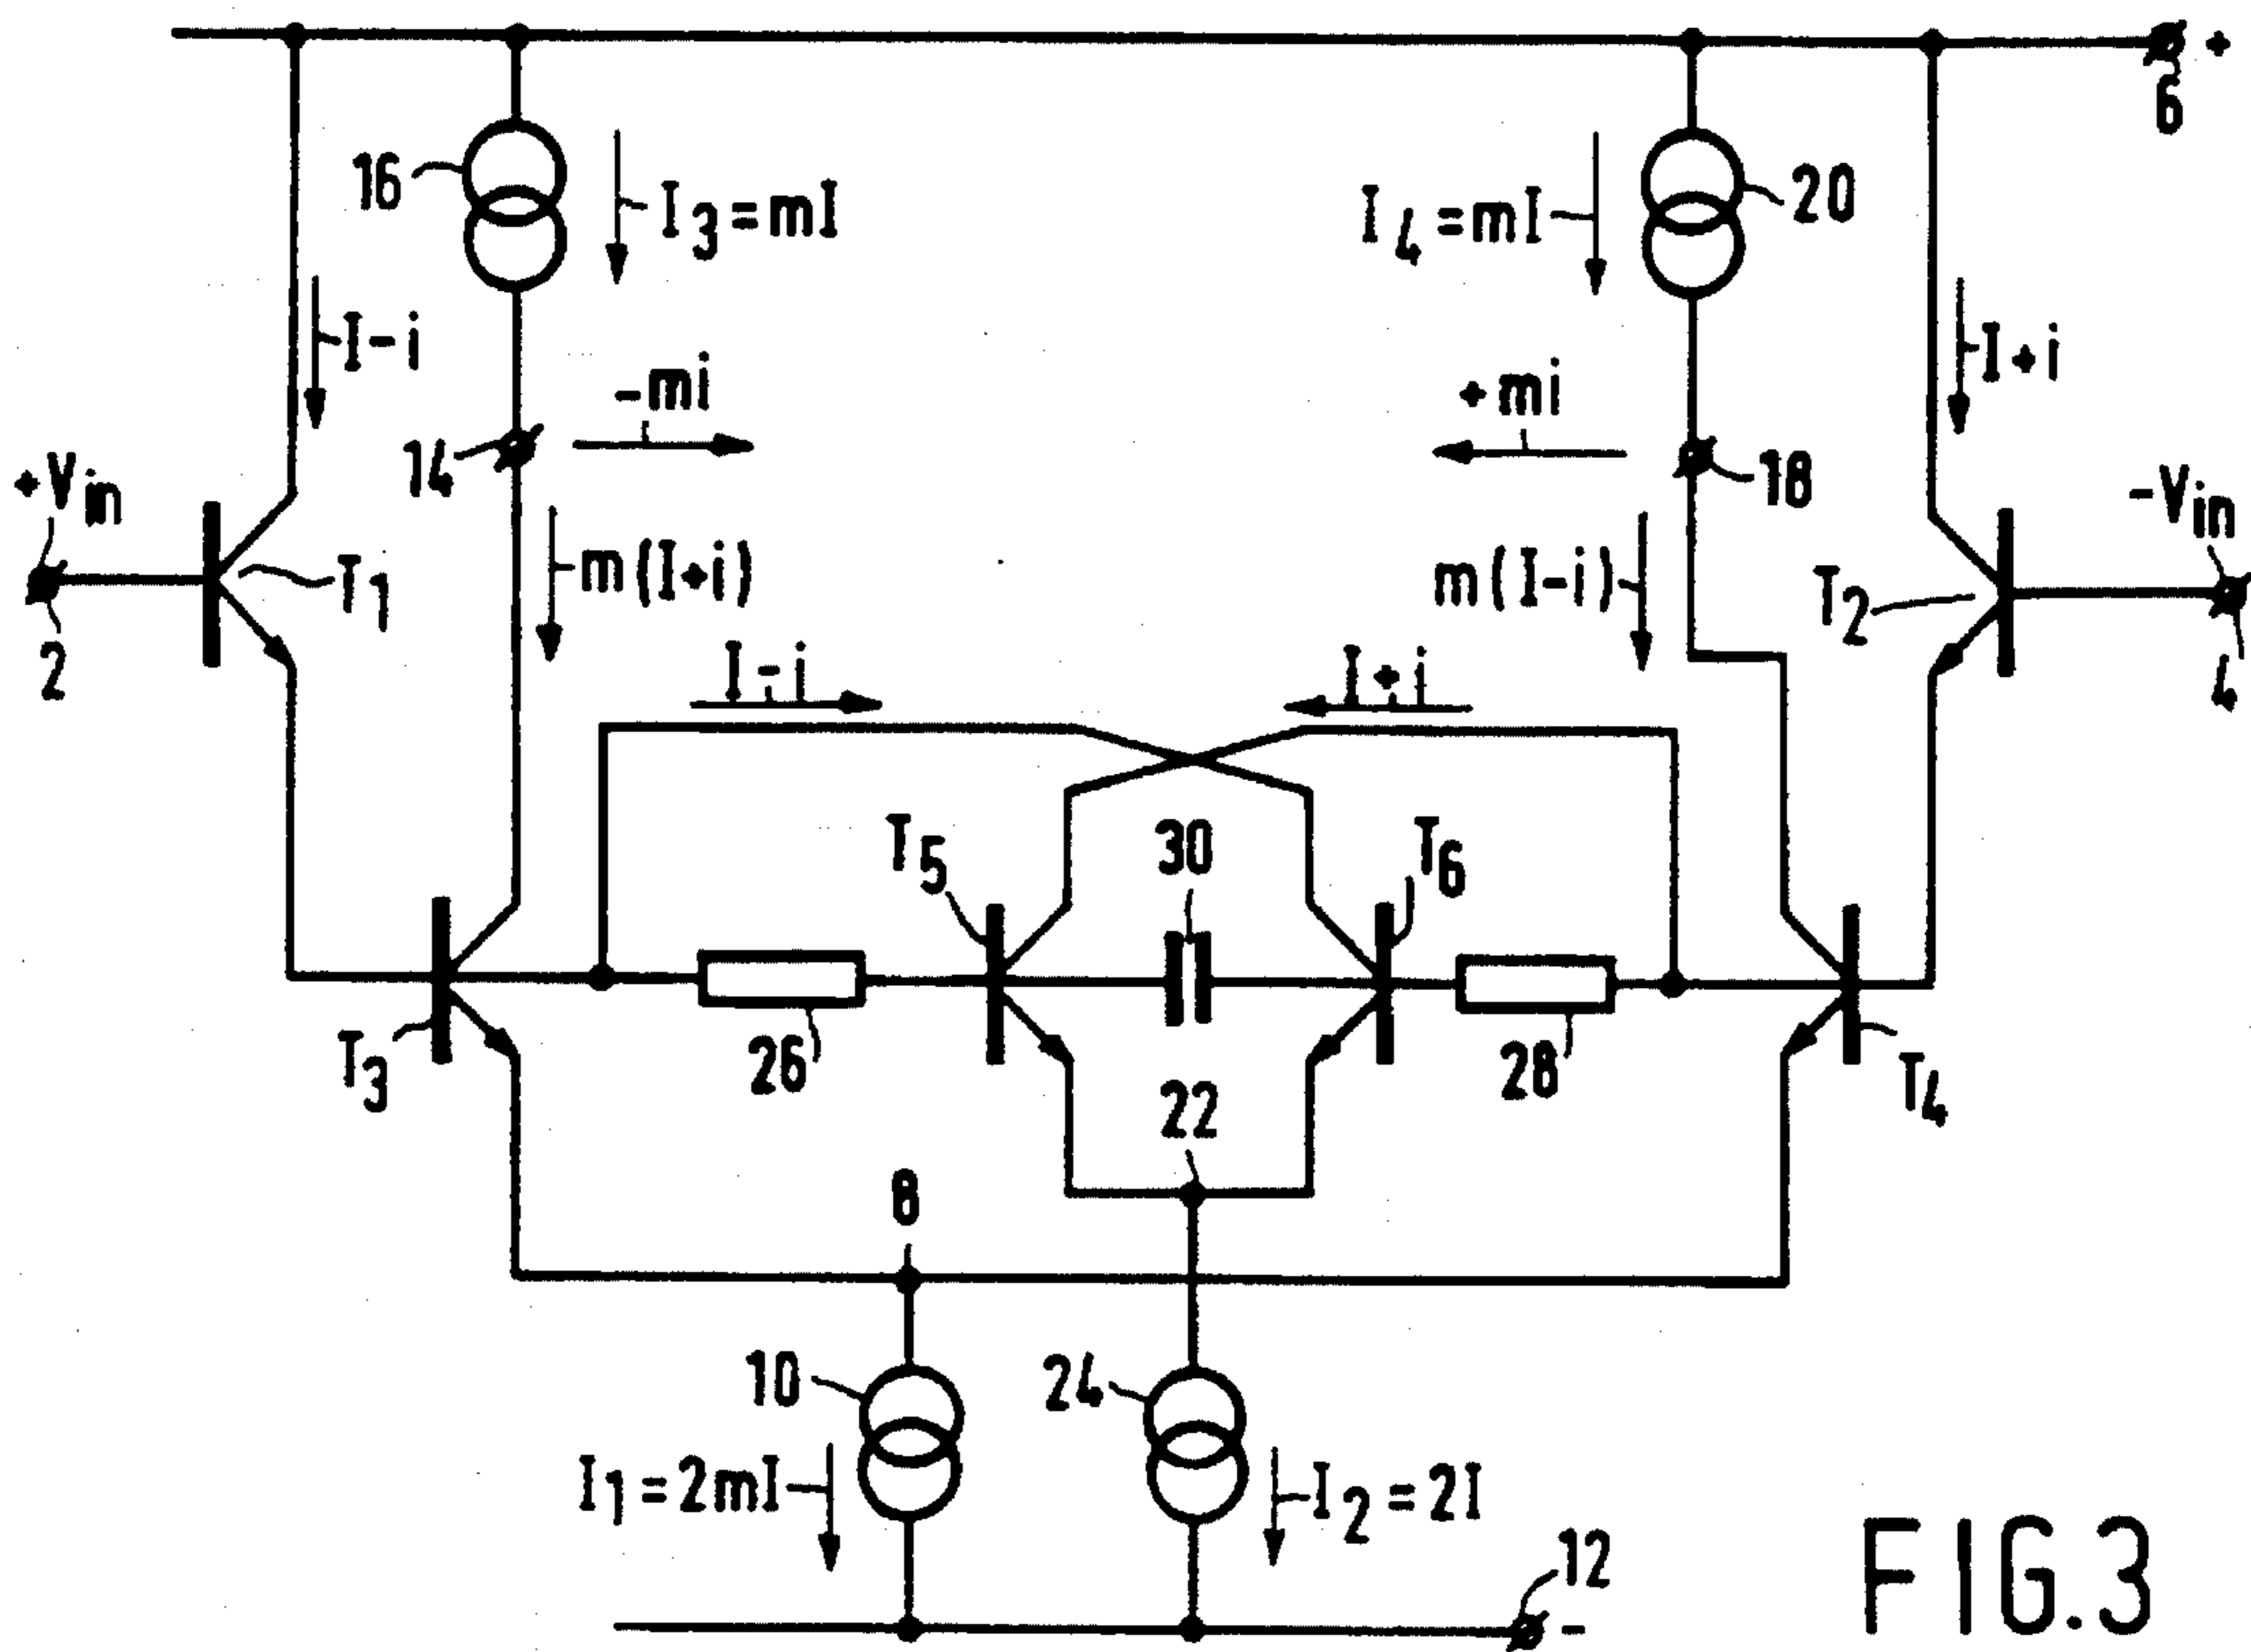 +
6
16
I3=mI
I4=mI
20
I-i
I+i
-mi
+mi
14
18
+Vin
-Vin
T1
m(I+i)
m(I-i)
T2
2
4
I-i
I+i
T5
30
T6
T3
26
22
28
T4
8
10
24
I1=2mI
I2=2I
12
-
FIG.3